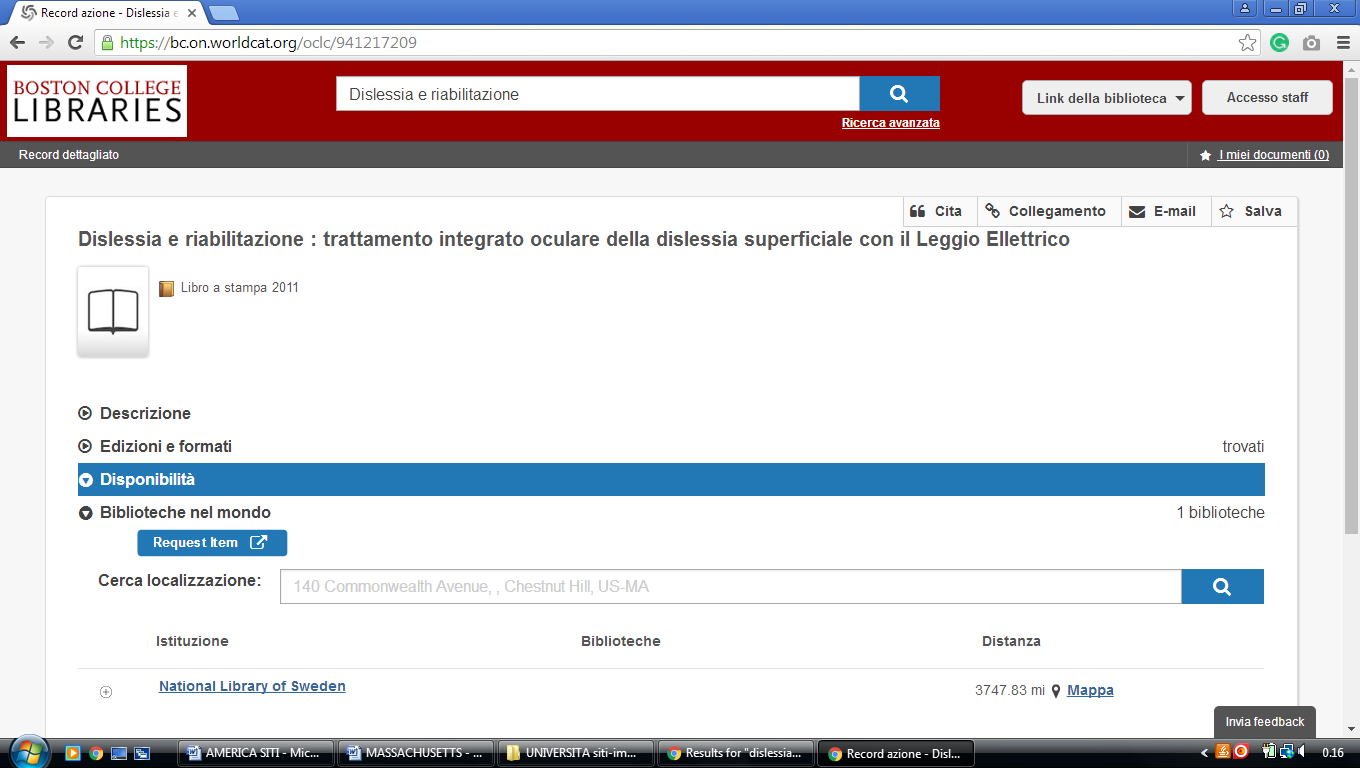 Record azione - Dislessia e
https://bc.on.worldcat.org/oclc/941217209
BOSTON COLLEGE
LIBRARIES
Dislessia e riabilitazione
Link della biblioteca
Accesso staff
Ricerca avanzata
Record dettagliato
I miei documenti (0)
Cita
Collegamento
E-mail
Salva
Dislessia e riabilitazione : trattamento integrato oculare della dislessia superficiale con il Leggio Ellettrico
Libro a stampa 2011
Descrizione
Edizioni e formati
trovati
Disponibilità
Biblioteche nel mondo
1 biblioteche
Request Item
Cerca localizzazione:
140 Commonwealth Avenue, , Chestnut Hill, US-MA
Istituzione
Biblioteche
Distanza
National Library of Sweden
3747.83 mi
Mappa
Invia feedback
AMERICA SITI - Mic...
MASSACHUSETTS - ...
UNIVERSITA siti-im...
Results for "dislessia...
Record azione - Disl...
0.16